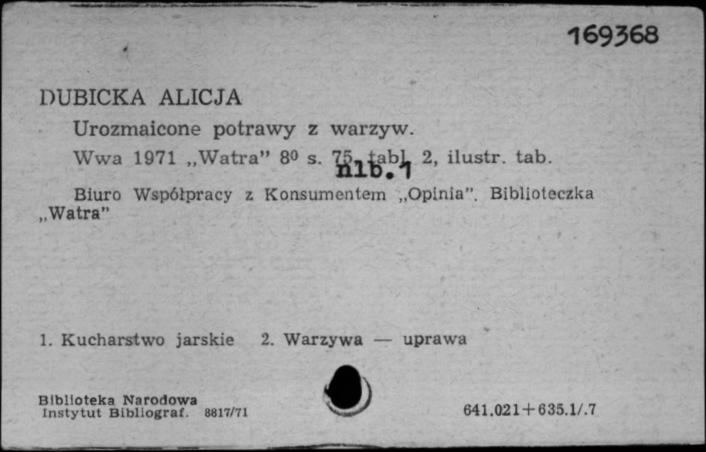 169368
DUBICKA ALICJA
Urozmaicone potrawy z warzyw.
Wwa 1971 „Watra” 8⁰ s. 75, tabl. 2, ilustr. tab.
nlb. 1
Biuro Współpracy z Konsumentem „Opinia”. Biblioteczka
„Watra”
1. Kucharstwo jarskie 2. Warzywa — uprawa
Biblioteka Narodowa
Instytut Bibliograf. 8817/71
641.021+635.1/.7